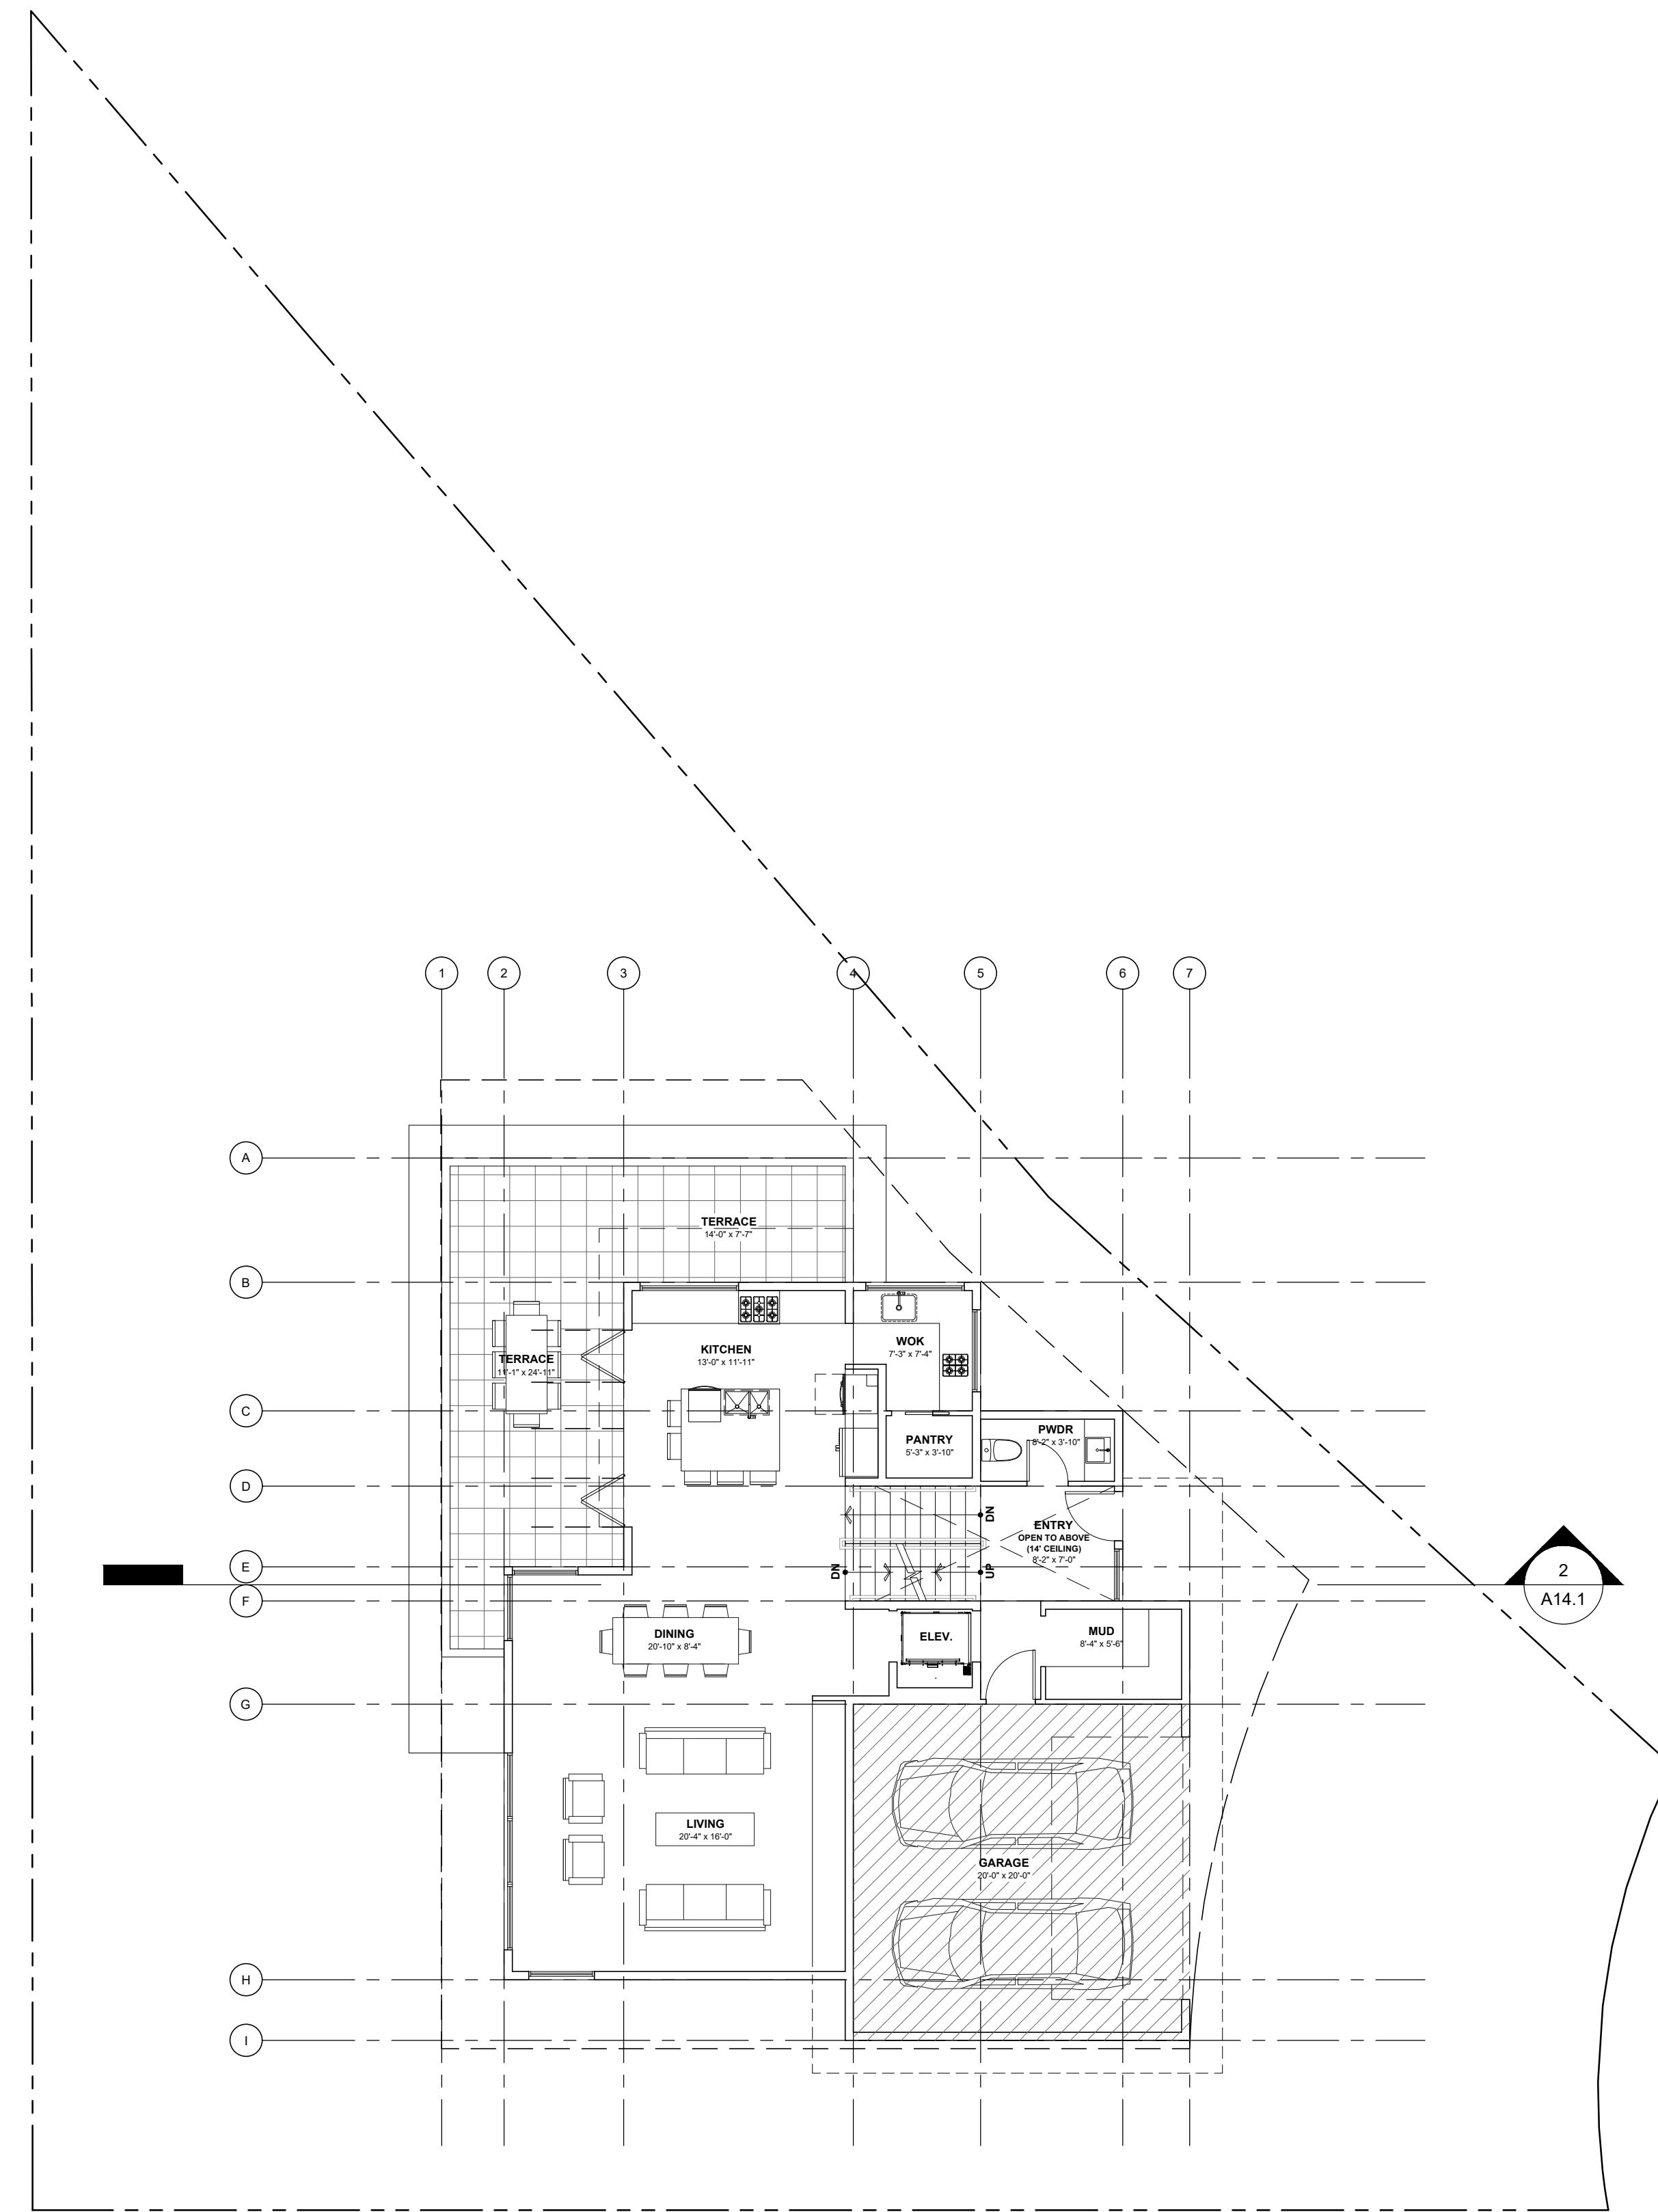 1 2 3 4 5 6 7
A
TERRACE
14'-0" x 7'-7"
B
WOK
7'-3" x 7'-4"
KITCHEN
13'-0" x 11'-11"
TERRACE
11'-1" x 24'-11"
C
PWDR
8'-2" x 3'-10"
PANTRY
5'-3" x 3'-10"
D
DN
ENTRY
OPEN TO ABOVE
(14' CEILING)
8'-2" x 7'-0"
E
DN
UP
2
A14.1
F
DINING
20'-10" x 8'-4"
ELEV.
MUD
8'-4" x 5'-6"
G
LIVING
20'-4" x 16'-0"
GARAGE
20'-0" x 20'-0"
H
I